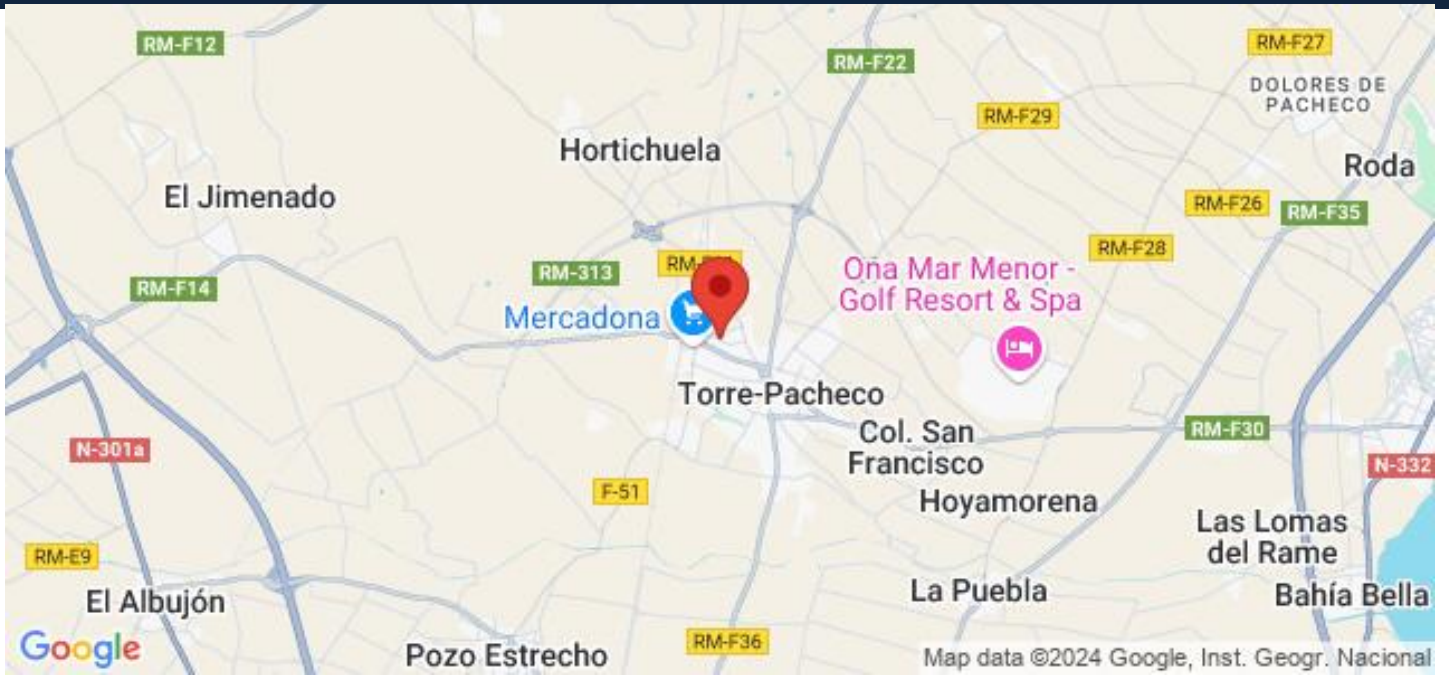 RM-F12
RM-F22
RM-F27
DOLORES DE
PACHECO
RM-F29
Hortichuela
Roda
El Jimenado
RM-F26
RM-F35
RM-F28
RM-313
Ona Mar Menor -
Golf Resort & Spa
RM-F14
Mercadona
Torre-Pacheco
Col. San
Francisco
RM-F30
N-301a
N-332
F-51
Hoyamorena
Las Lomas
del Rame
RM-E9
La Puebla
Bahía Bella
El Albujón
RM-F36
Pozo Estrecho
Google
Map data ©2024 Google, Inst. Geogr. Nacional